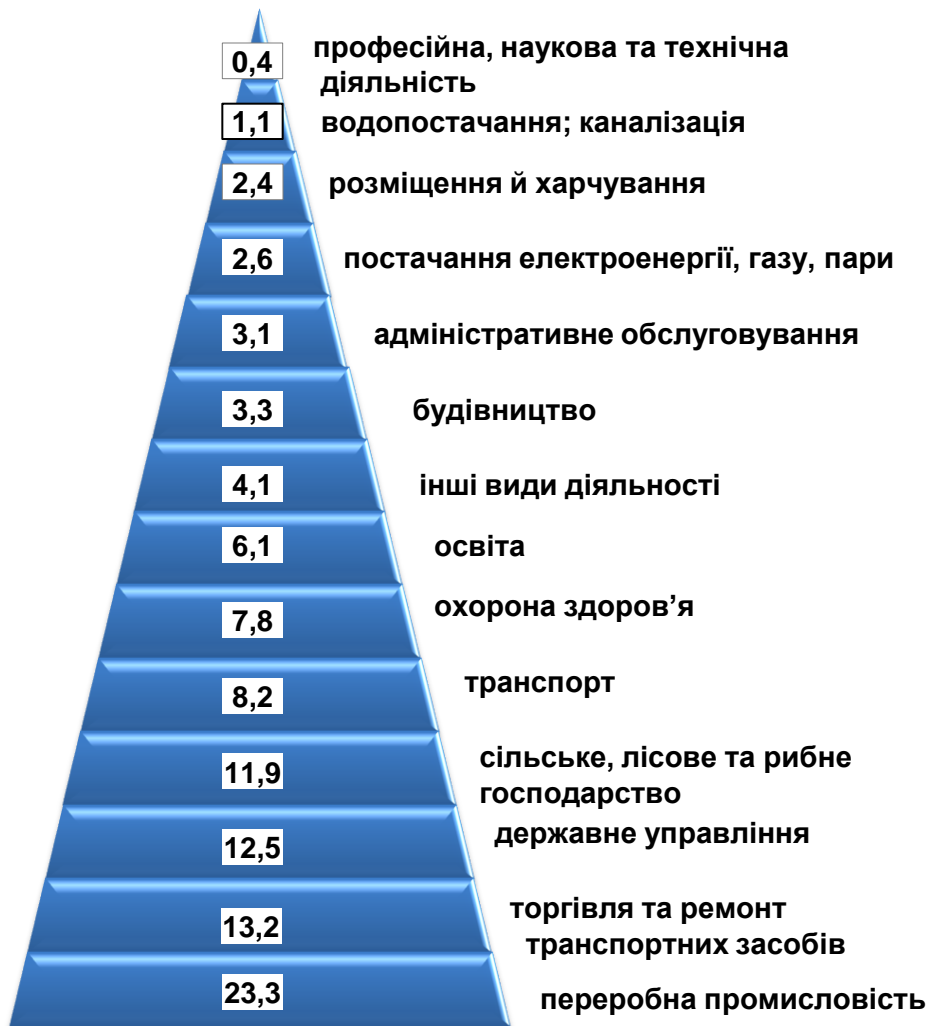 0,4
професійна, наукова та технічна
діяльність
1,1
водопостачання; каналізація
2,4
розміщення й харчування
2,6
постачання електроенергії, газу, пари
3,1
адміністративне обслуговування
3,3
будівництво
4,1
інші види діяльності
6,1
освіта
7,8
охорона здоров’я
8,2
транспорт
11,9
сільське, лісове та рибне
господарство
12,5
державне управління
13,2
торгівля та ремонт
транспортних засобів
23,3
переробна промисловість